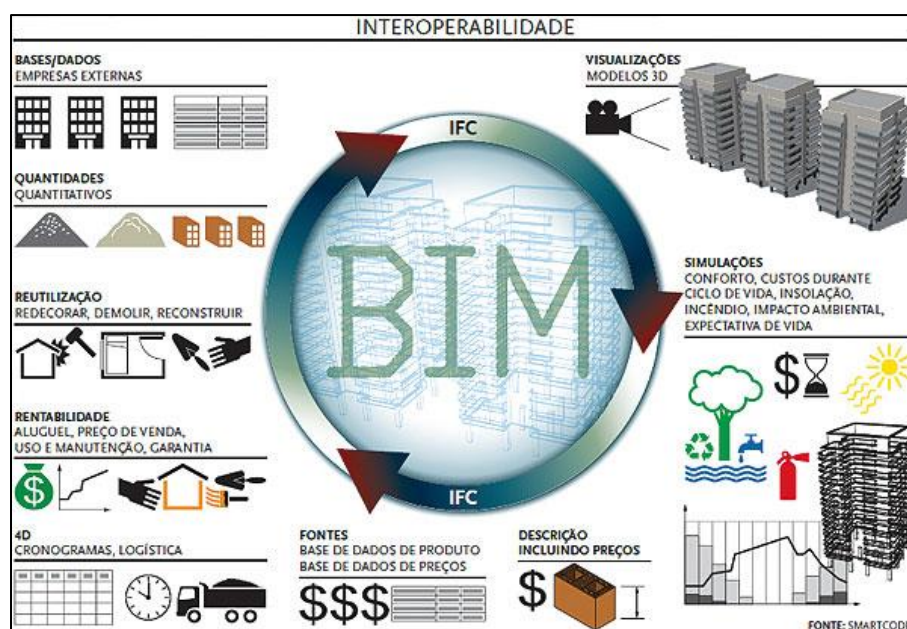 INTEROPERABILIDADE
BASES/DADOS
EMPRESAS EXTERNAS
QUANTIDADES
QUANTITATIVOS
REUTILIZAÇÃO
REDECORAR, DEMOLIR, RECONSTRUIR
RENTABILIDADE
ALUGUEL, PREÇO DE VENDA,
USO E MANUTENÇÃO, GARANTIA
$
4D
CRONOGRAMAS, LOGÍSTICA
IFC
BIM
IFC
FONTES
BASE DE DADOS DE PRODUTO
BASE DE DADOS DE PREÇOS
$$$
DESCRIÇÃO
INCLUINDO PREÇOS
$
VISUALIZAÇÕES
MODELOS 3D
SIMULAÇÕES
CONFORTO, CUSTOS DURANTE
CICLO DE VIDA, INSOLAÇÃO,
INCÊNDIO, IMPACTO AMBIENTAL,
EXPECTATIVA DE VIDA
$
FONTE: SMARTCODE